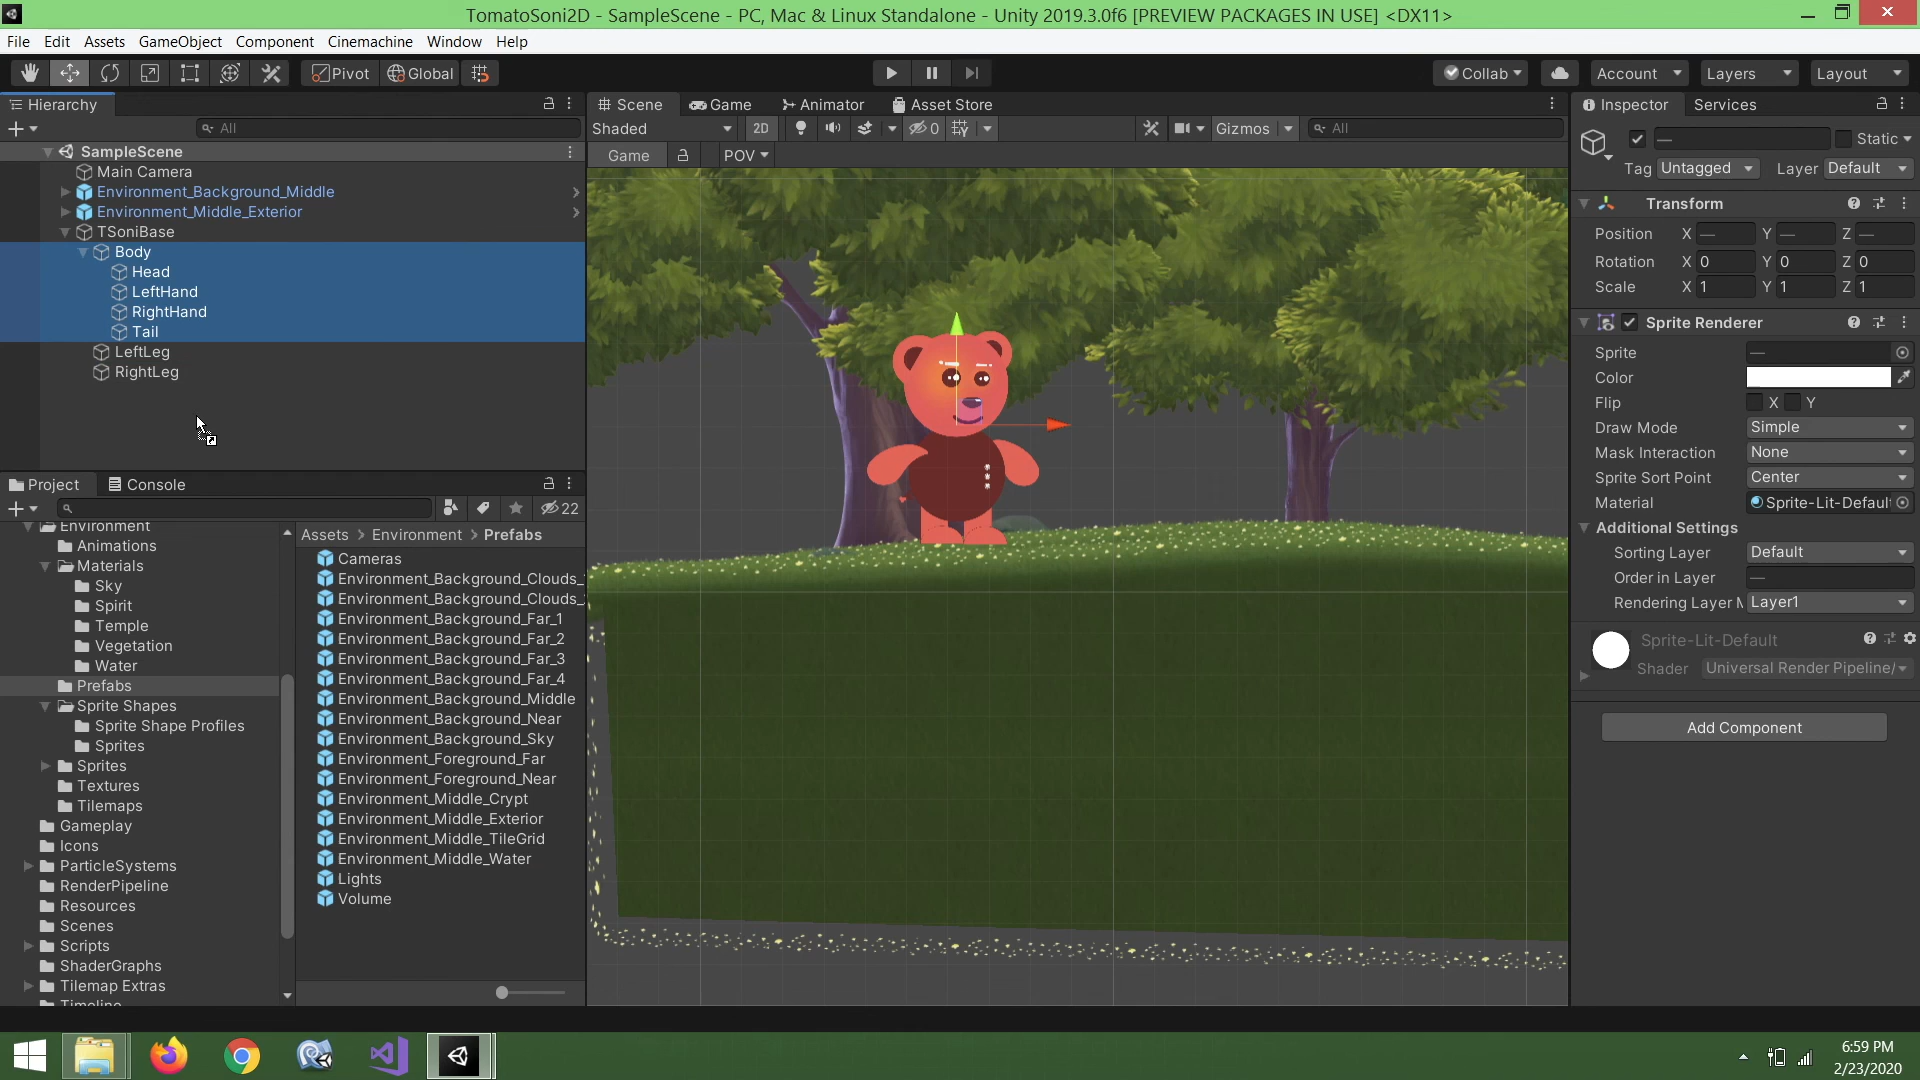 TomatoSoni2D - SampleScene - PC, Mac & Linux Standalone - Unity 2019.3.0f6 [PREVIEW PACKAGES IN USE] <DX11>
File Edit Assets GameObject Component Cinemachine Window Help
Pivot Global Collab Account Layers Layout
Hierarchy
All
SampleScene
Main Camera
Environment_Background_Middle
Environment_Middle_Exterior
TSoniBase
Body
Head
LeftHand
RightHand
Tail
LeftLeg
RightLeg
Project Console
22
Environment
Animations
Materials
Sky
Spirit
Temple
Vegetation
Water
Prefabs
Sprite Shapes
Sprite Shape Profiles
Sprites
Sprites
Textures
Tilemaps
Gameplay
Icons
ParticleSystems
RenderPipeline
Resources
Scenes
Scripts
ShaderGraphs
Tilemap Extras
Timeline
Assets > Environment > Prefabs
Cameras
Environment_Background_Clouds_
Environment_Background_Clouds_
Environment_Background_Far_1
Environment_Background_Far_2
Environment_Background_Far_3
Environment_Background_Far_4
Environment_Background_Middle
Environment_Background_Near
Environment_Background_Sky
Environment_Foreground_Far
Environment_Foreground_Near
Environment_Middle_Crypt
Environment_Middle_Exterior
Environment_Middle_TileGrid
Environment_Middle_Water
Lights
Volume
Scene Game Animator Asset Store
Shaded 2D 0 Gizmos All
Game POV
Inspector Services
— Static
Tag Untagged Layer Default
Transform
Position X — Y — Z —
Rotation X 0 Y 0 Z 0
Scale X 1 Y 1 Z 1
Sprite Renderer
Sprite —
Color
Flip X Y
Draw Mode Simple
Mask Interaction None
Sprite Sort Point Center
Material Sprite-Lit-Default
Additional Settings
Sorting Layer Default
Order in Layer —
Rendering Layer M Layer1
Sprite-Lit-Default
Shader Universal Render Pipeline/
Add Component
6:59 PM
2/23/2020